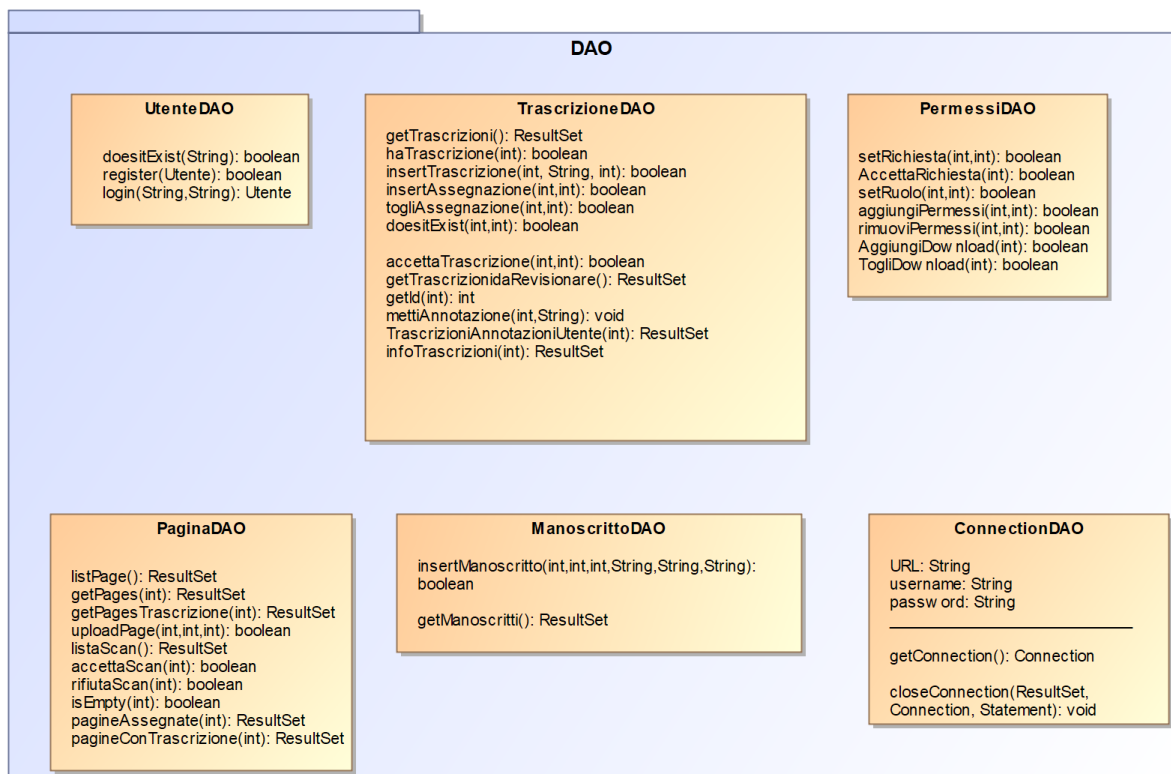 DAO
UtenteDAO
doesitExist(String): boolean
register(Utente): boolean
login(String,String): Utente
TrascrizioneDAO
getTrascrizioni(): ResultSet
haTrascrizione(int): boolean
insertTrascrizione(int, String, int): boolean
insertAssegnazione(int,int): boolean
togliAssegnazione(int,int): boolean
doesitExist(int,int): boolean
accettaTrascrizione(int,int): boolean
getTrascrizionidaRevisionare(): ResultSet
getId(int): int
mettiAnnotazione(int,String): void
TrascrizioniAnnotazioniUtente(int): ResultSet
infoTrascrizioni(int): ResultSet
PermessiDAO
setRichiesta(int,int): boolean
AccettaRichiesta(int): boolean
setRuolo(int,int): boolean
aggiungiPermessi(int,int): boolean
rimuoviPermessi(int,int): boolean
AggiungiDownload(int): boolean
TogliDownload(int): boolean
PaginaDAO
listPage(): ResultSet
getPages(int): ResultSet
getPagesTrascrizione(int): ResultSet
uploadPage(int,int,int): boolean
listaScan(): ResultSet
accettaScan(int): boolean
rifiutaScan(int): boolean
isEmpty(int): boolean
pagineAssegnate(int): ResultSet
pagineConTrascrizione(int): ResultSet
ManoscrittoDAO
insertManoscritto(int,int,int,String,String,String):
boolean
getManoscritti(): ResultSet
ConnectionDAO
URL: String
username: String
password: String
getConnection(): Connection
closeConnection(ResultSet,
Connection, Statement): void